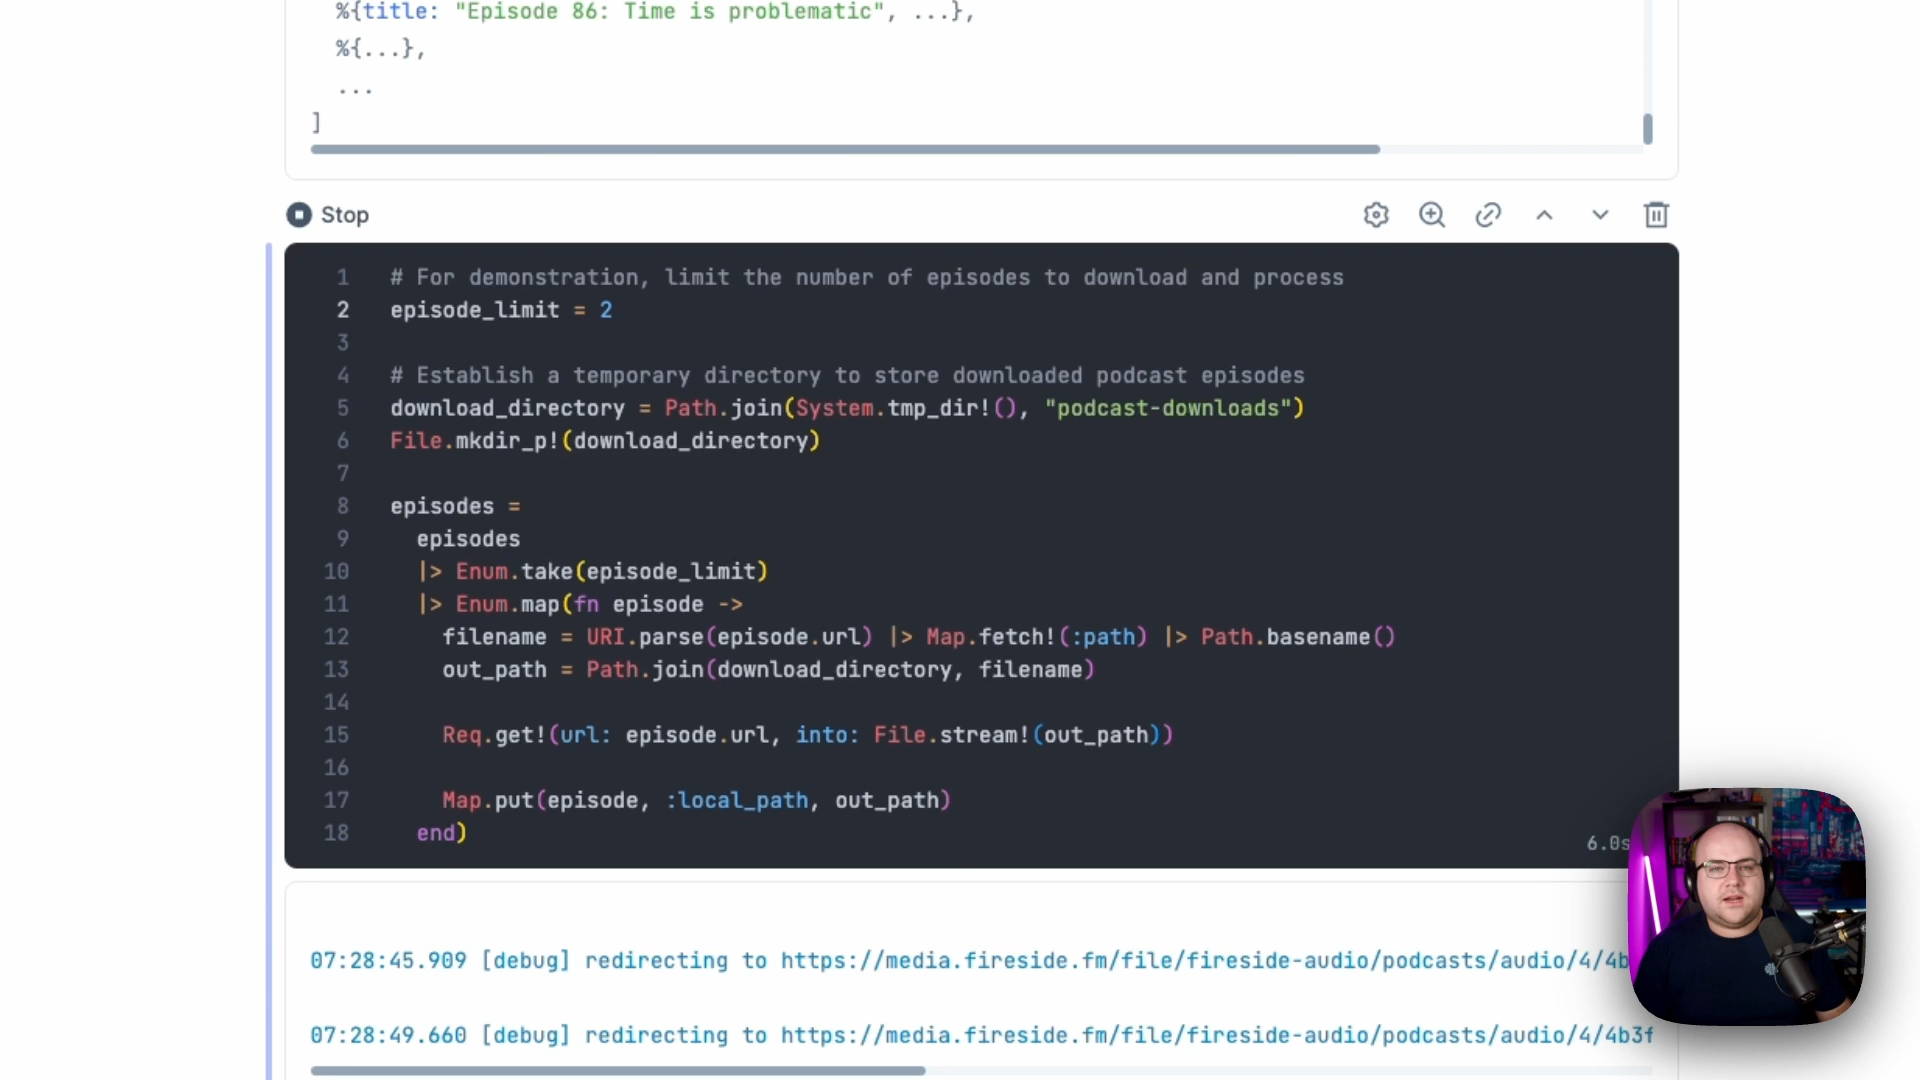 %{title: "Episode 86: Time is problematic", ...},
%{...},
...
]
Stop
1 # For demonstration, limit the number of episodes to download and process
2 episode_limit = 2
3
4 # Establish a temporary directory to store downloaded podcast episodes
5 download_directory = Path.join(System.tmp_dir!(), "podcast-downloads")
6 File.mkdir_p!(download_directory)
7
8 episodes =
9 episodes
10 |> Enum.take(episode_limit)
11 |> Enum.map(fn episode ->
12 filename = URI.parse(episode.url) |> Map.fetch!(:path) |> Path.basename()
13 out_path = Path.join(download_directory, filename)
14
15 Req.get!(url: episode.url, into: File.stream!(out_path))
16
17 Map.put(episode, :local_path, out_path)
18 end)
6.0s
07:28:45.909 [debug] redirecting to https://media.fireside.fm/file/fireside-audio/podcasts/audio/4/4b
07:28:49.660 [debug] redirecting to https://media.fireside.fm/file/fireside-audio/podcasts/audio/4/4b3f